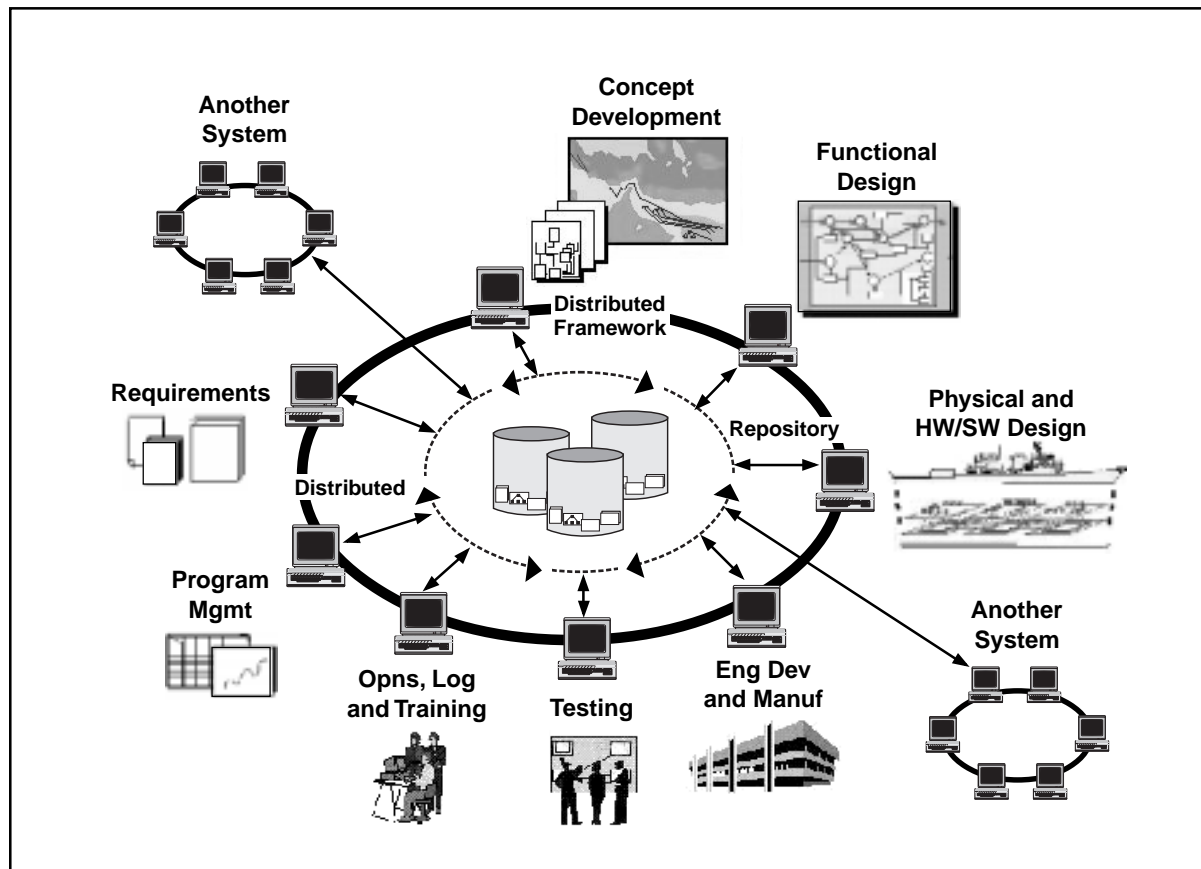 Concept
Development
Another
System
Functional
Design
Distributed
Framework
Requirements
Repository
Physical and
HW/SW Design
Distributed
Program
Mgmt
Another
System
Opns, Log
and Training
Testing
Eng Dev
and Manuf